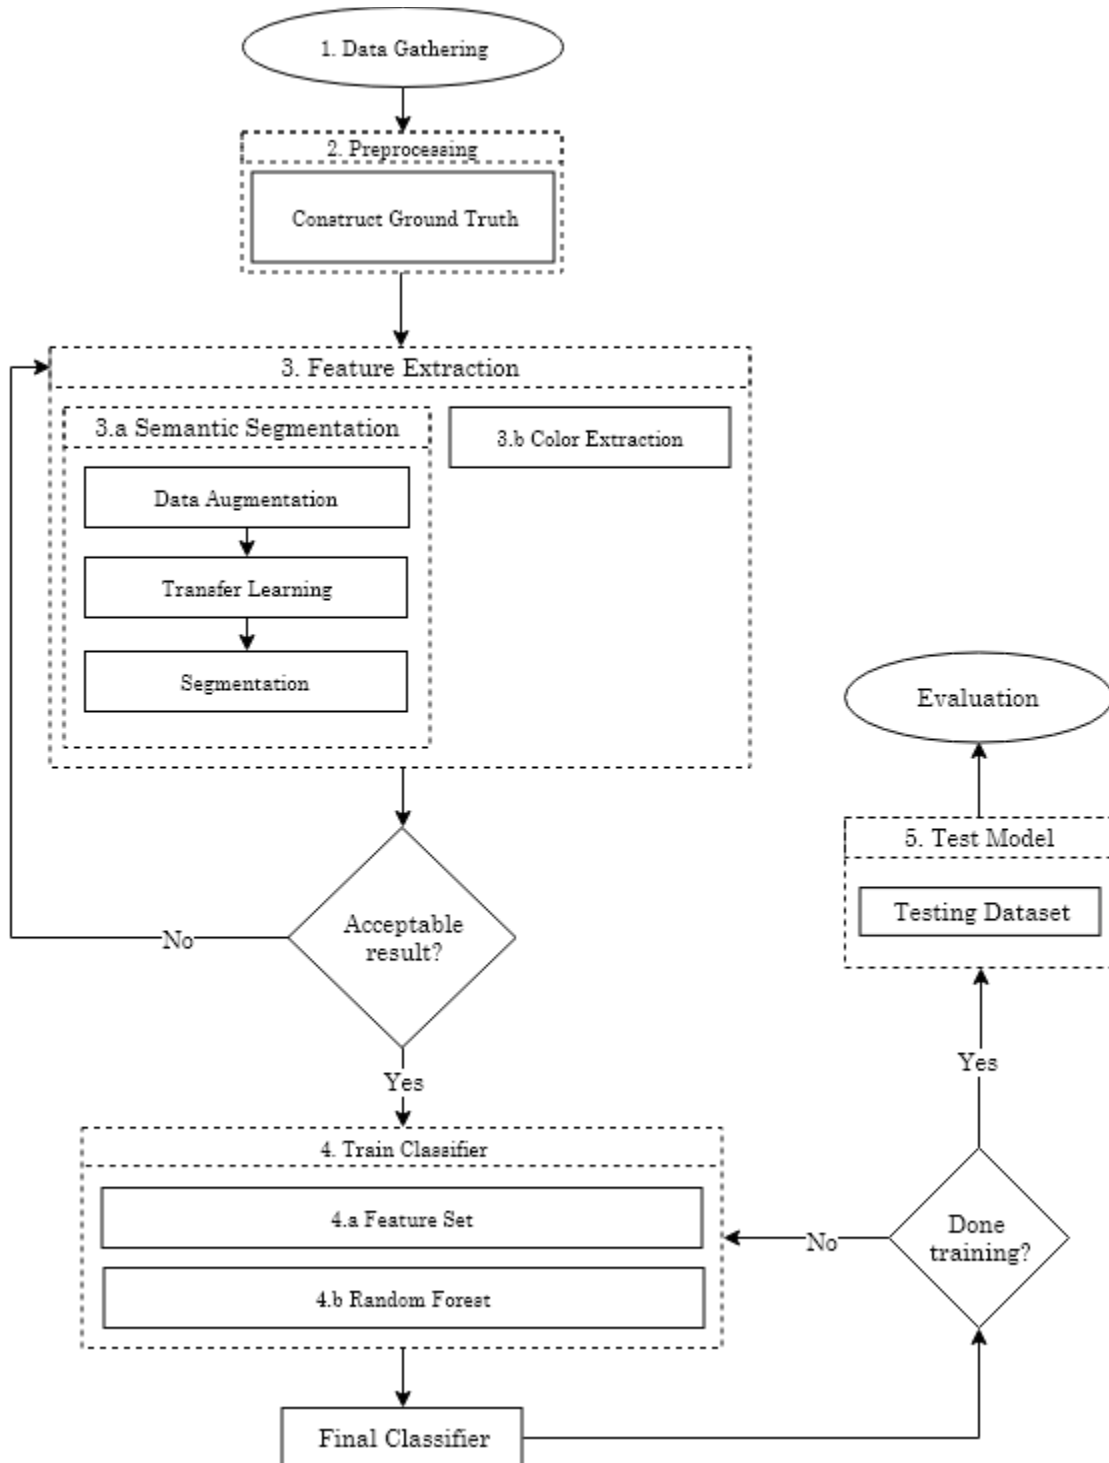 1. Data Gathering
2. Preprocessing
Construct Ground Truth
3. Feature Extraction
3.a Semantic Segmentation
3.b Color Extraction
Data Augmentation
Transfer Learning
Segmentation
Acceptable
result?
No
Yes
4. Train Classifier
4.a Feature Set
4.b Random Forest
Final Classifier
Done
training?
No
Yes
5. Test Model
Testing Dataset
Evaluation